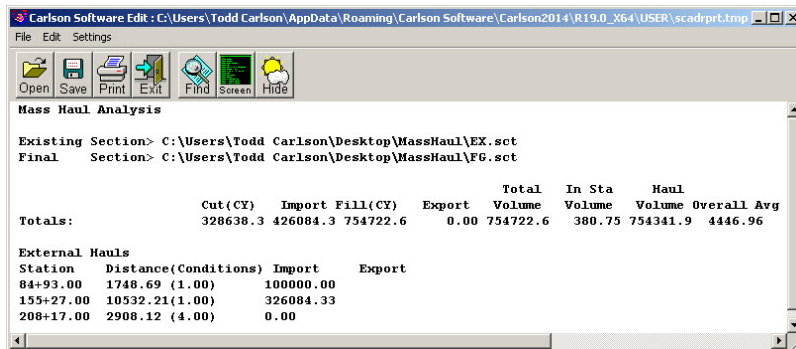 Carlson Software Edit : C:\Users\Todd Carlson\AppData\Roaming\Carlson Software\Carlson2014\R19.0_X64\USER\scadrprt.tmp
File Edit Settings
Open Save Print Exit Find Screen Hide
Mass Haul Analysis
Existing Section> C:\Users\Todd Carlson\Desktop\MassHaul\EX.sct
Final Section> C:\Users\Todd Carlson\Desktop\MassHaul\FG.sct
Total In Sta Haul
Cut(CY) Import Fill(CY) Export Volume Volume Volume Overall Avg
Totals: 328638.3 426084.3 754722.6 0.00 754722.6 380.75 754341.9 4446.96
External Hauls
Station Distance(Conditions) Import Export
84+93.00 1748.69 (1.00) 100000.00
155+27.00 10532.21(1.00) 326084.33
208+17.00 2908.12 (4.00) 0.00